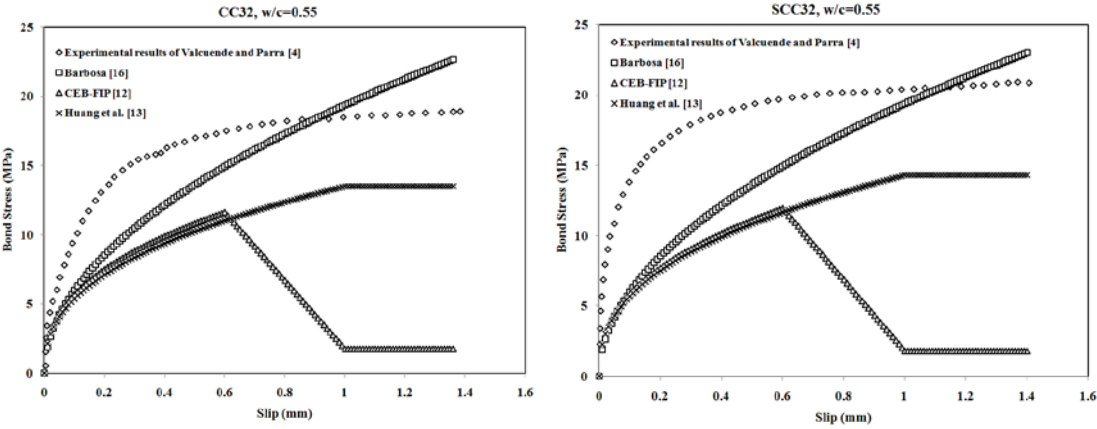 CC32, w/c=0.55
25
20
15
10
5
0
Bond Stress (MPa)
Experimental results of Valcuende and Parra [4]
Barbosa [16]
CEB-FIP [12]
Huang et al. [13]
0 0.2 0.4 0.6 0.8 1 1.2 1.4 1.6
Slip (mm)
SCC32, w/c=0.55
25
20
15
10
5
0
Bond Stress (MPa)
Experimental results of Valcuende and Parra [4]
Barbosa [16]
CEB-FIP [12]
Huang et al. [13]
0 0.2 0.4 0.6 0.8 1 1.2 1.4 1.6
Slip (mm)